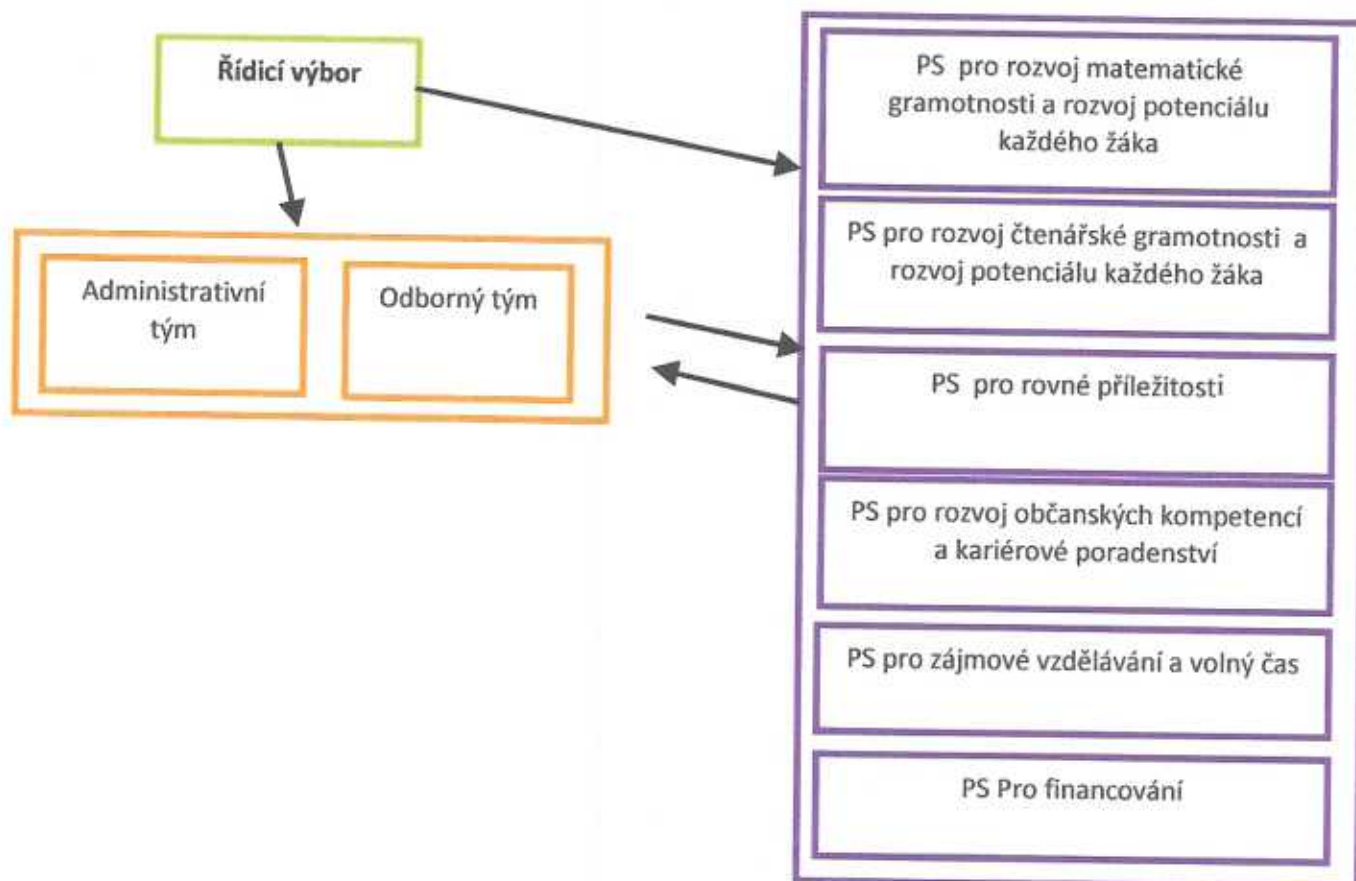 Řídicí výbor
Administrativní
tým
Odborný tým
PS pro rozvoj matematické
gramotnosti a rozvoj potenciálu
každého žáka
PS pro rozvoj čtenářské gramotnosti a
rozvoj potenciálu každého žáka
PS pro rovné příležitosti
PS pro rozvoj občanských kompetencí
a kariérové poradenství
PS pro zájmové vzdělávání a volný čas
PS Pro financování